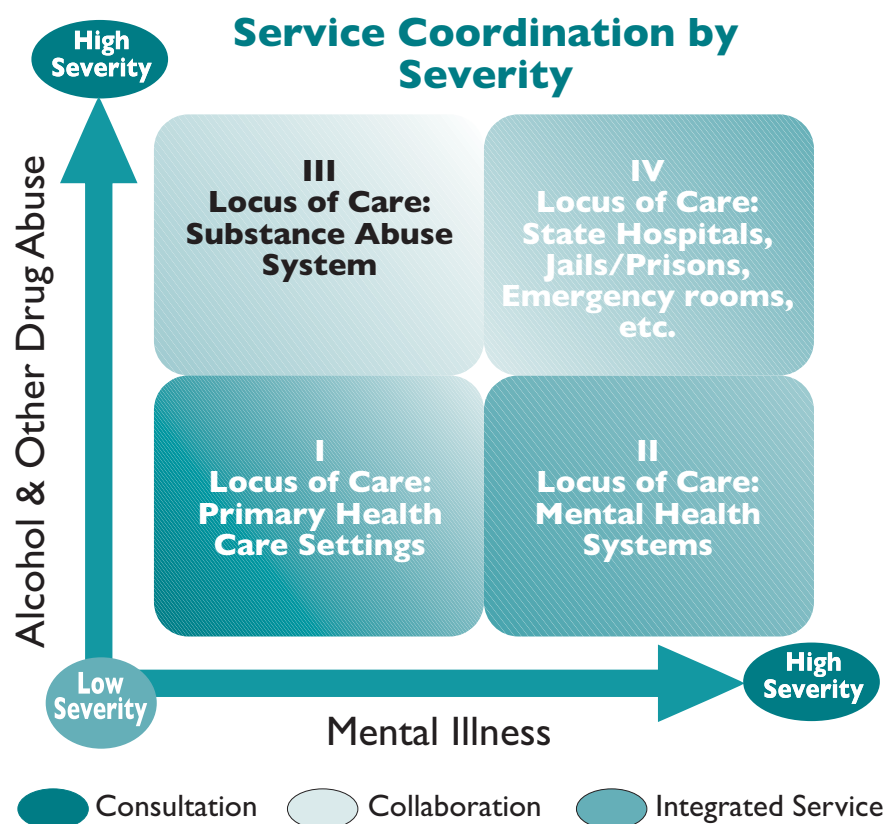 Service Coordination by
Severity
High
Severity
Alcohol & Other Drug Abuse
III
Locus of Care:
Substance Abuse
System
IV
Locus of Care:
State Hospitals,
Jails/Prisons,
Emergency rooms,
etc.
I
Locus of Care:
Primary Health
Care Settings
II
Locus of Care:
Mental Health
Systems
Low
Severity
Mental Illness
High
Severity
Consultation
Collaboration
Integrated Service